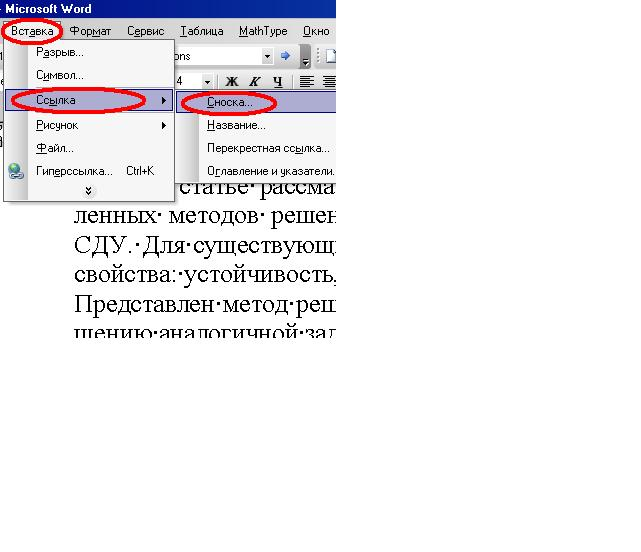 Microsoft Word
Вставка Формат Сервис Таблица MathType Окно
Разрыв...
ons
Символ...
4 Ж К Ч
Ссылка
Сноска...
Рисунок
Название...
Файл...
Перекрестная ссылка...
Гиперссылка... Ctrl+K
Оглавление и указатели.
статье· рассма
ленных· методов· решен
СДУ.· Для·существующ
свойства:·устойчивость
Представлен·метод·реш
шению·аналогичной·зад